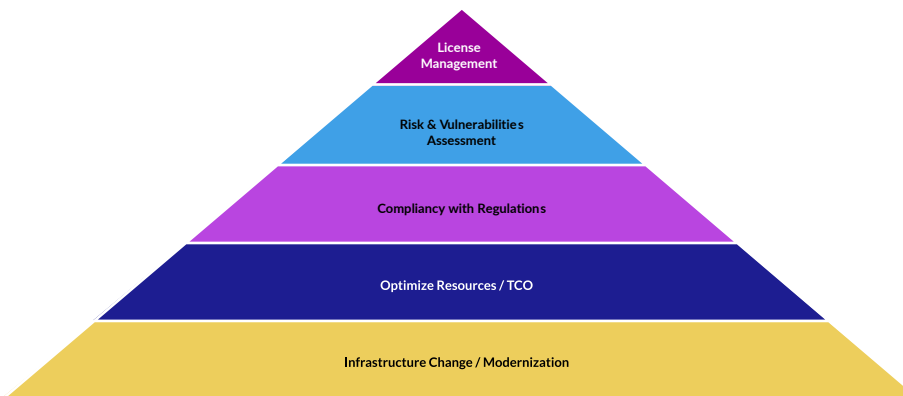 License
Management
Risk & Vulnerabilities
Assessment
Compliancy with Regulations
Optimize Resources / TCO
Infrastructure Change / Modernization